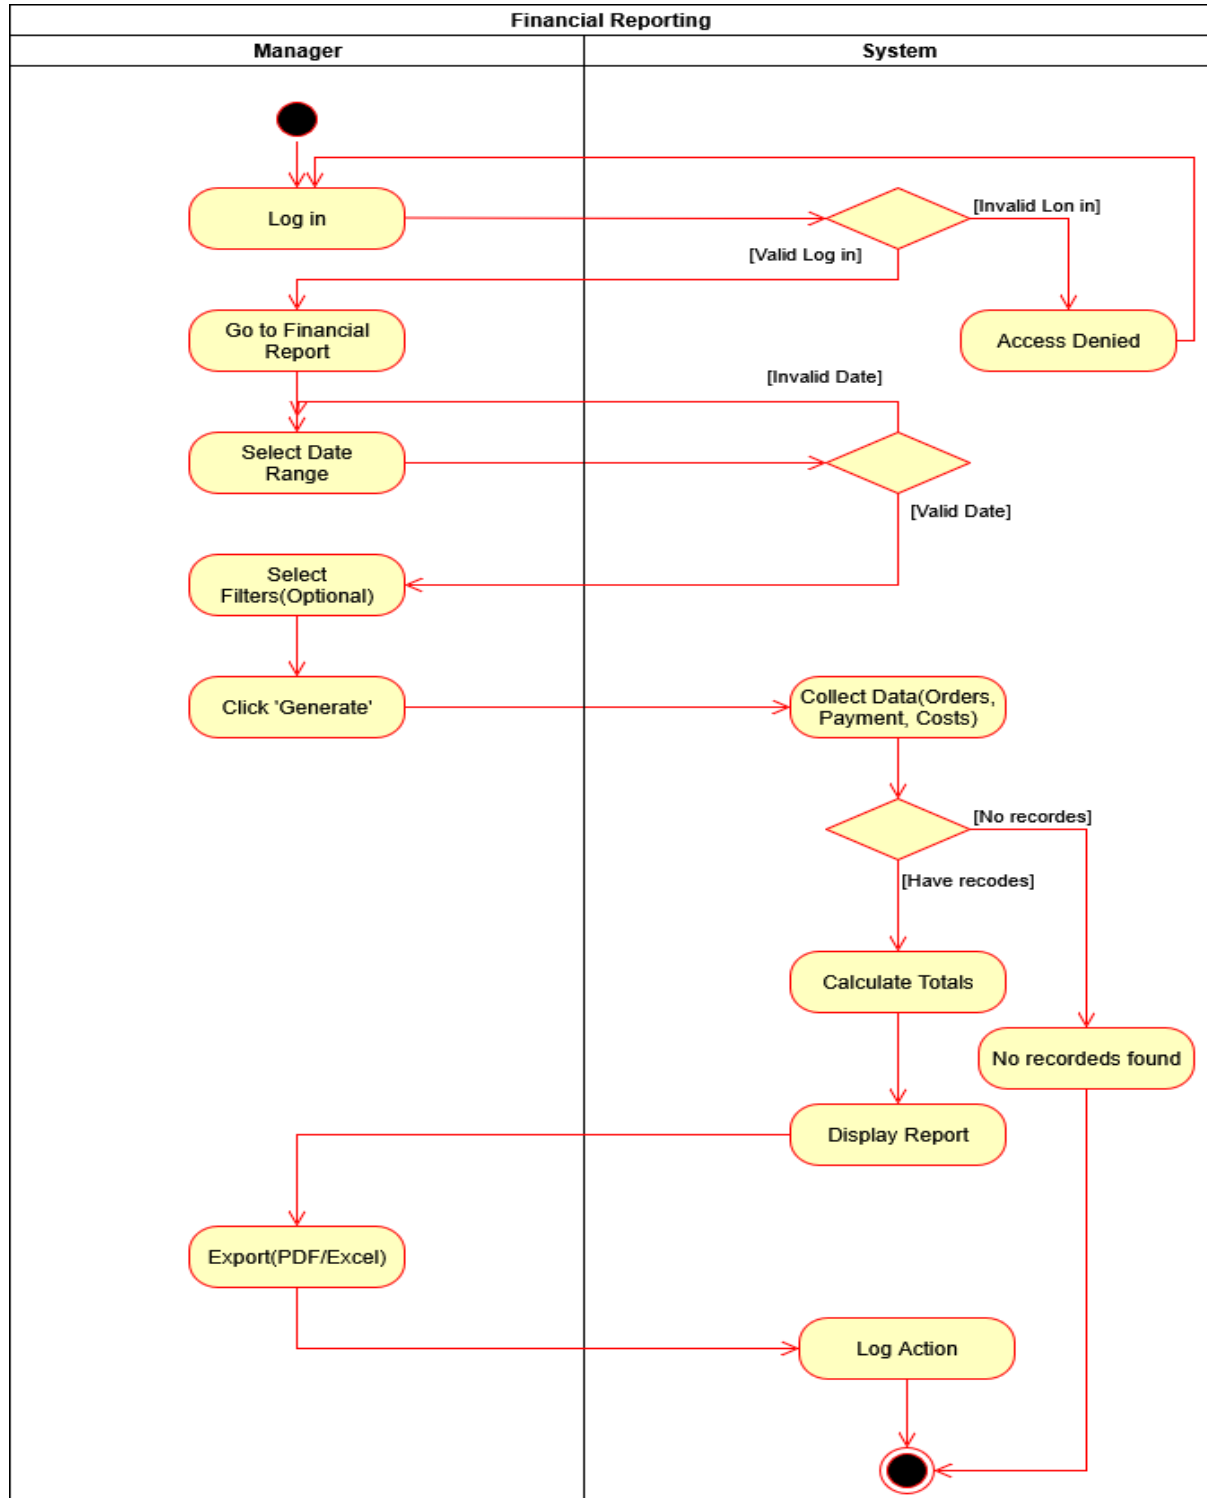 Financial Reporting
Manager
System
Log in
[Invalid Lon in]
[Valid Log in]
Go to Financial
Report
Access Denied
[Invalid Date]
Select Date
Range
[Valid Date]
Select
Filters(Optional)
Click 'Generate'
Collect Data(Orders,
Payment, Costs)
[No recordes]
[Have recodes]
Calculate Totals
No recordeds found
Display Report
Export(PDF/Excel)
Log Action